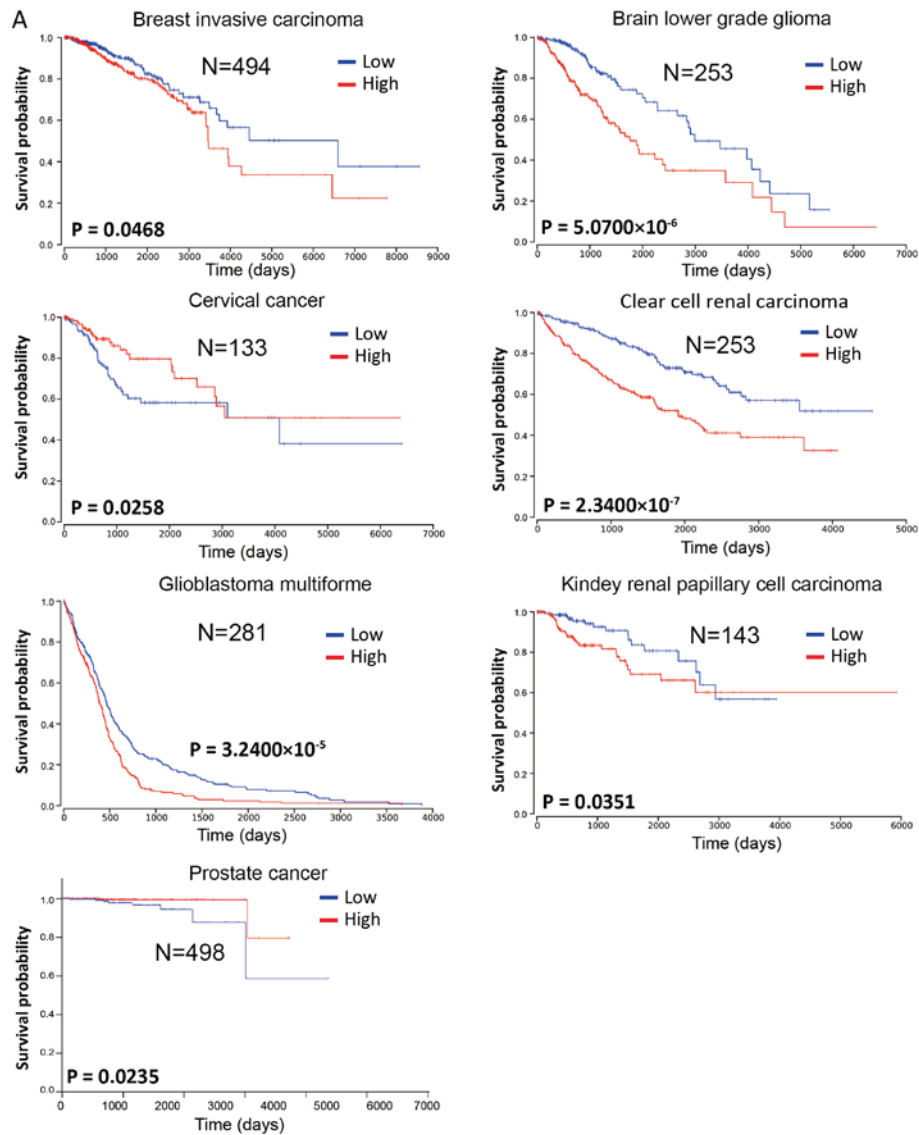 A
Breast invasive carcinoma
Survival probability
1.0
0.8
0.6
0.4
0.2
0.0
N=494
Low
High
P = 0.0468
0 1000 2000 3000 4000 5000 6000 7000 8000 9000
Time (days)
Brain lower grade glioma
Survival probability
1.0
0.8
0.6
0.4
0.2
0.0
N=253
Low
High
P = 5.0700×10⁻⁶
0 1000 2000 3000 4000 5000 6000 7000
Time (days)
Cervical cancer
Survival probability
1.0
0.8
0.6
0.4
0.2
0.0
N=133
Low
High
P = 0.0258
0 1000 2000 3000 4000 5000 6000 7000
Time (days)
Clear cell renal carcinoma
Survival probability
1.0
0.8
0.6
0.4
0.2
0.0
N=253
Low
High
P = 2.3400×10⁻⁷
0 1000 2000 3000 4000 5000
Time (days)
Glioblastoma multiforme
Survival probability
1.0
0.8
0.6
0.4
0.2
0.0
N=281
Low
High
P = 3.2400×10⁻⁵
0 500 1000 1500 2000 2500 3000 3500 4000
Time (days)
Kindey renal papillary cell carcinoma
Survival probability
1.0
0.8
0.6
0.4
0.2
0.0
N=143
Low
High
P = 0.0351
0 1000 2000 3000 4000 5000 6000
Time (days)
Prostate cancer
Survival probability
1.0
0.8
0.6
0.4
0.2
0.0
N=498
Low
High
P = 0.0235
0 1000 2000 3000 4000 5000 6000 7000
Time (days)